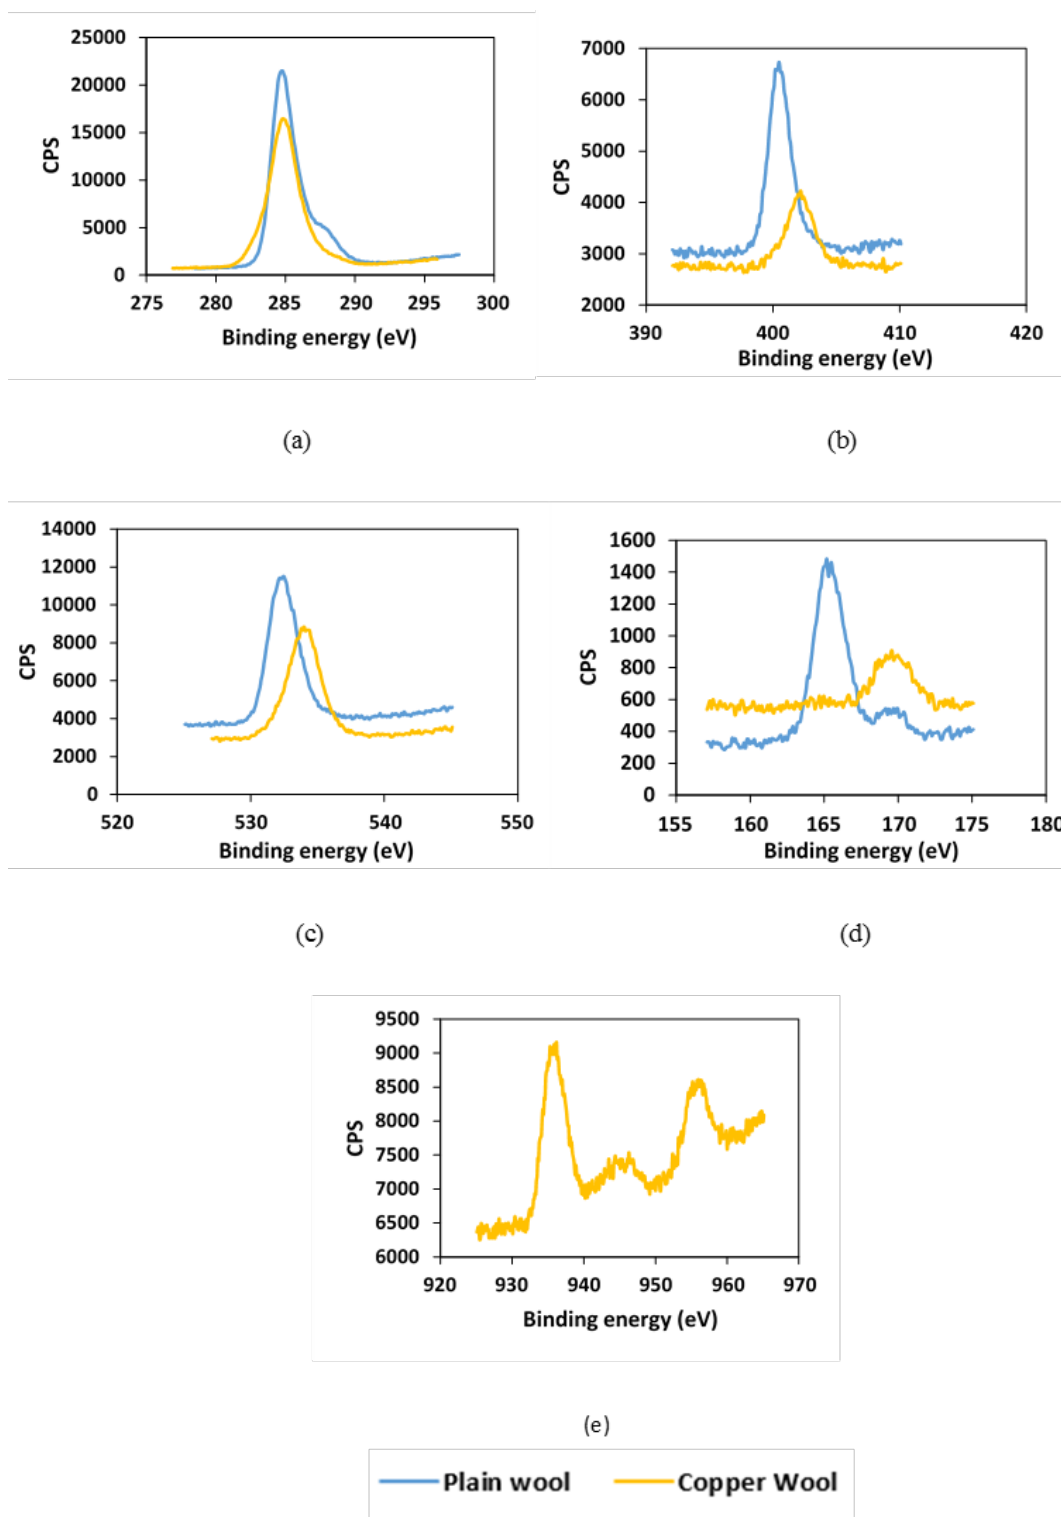 25000
20000
15000
10000
5000
0
CPS
275 280 285 290 295 300
Binding energy (eV)
(a)
7000
6000
5000
4000
3000
2000
CPS
390 400 410 420
Binding energy (eV)
(b)
14000
12000
10000
8000
6000
4000
2000
0
CPS
520 530 540 550
Binding energy (eV)
(c)
1600
1400
1200
1000
800
600
400
200
0
CPS
155 160 165 170 175 180
Binding energy (eV)
(d)
9500
9000
8500
8000
7500
7000
6500
6000
CPS
920 930 940 950 960 970
Binding energy (eV)
(e)
Plain wool Copper Wool